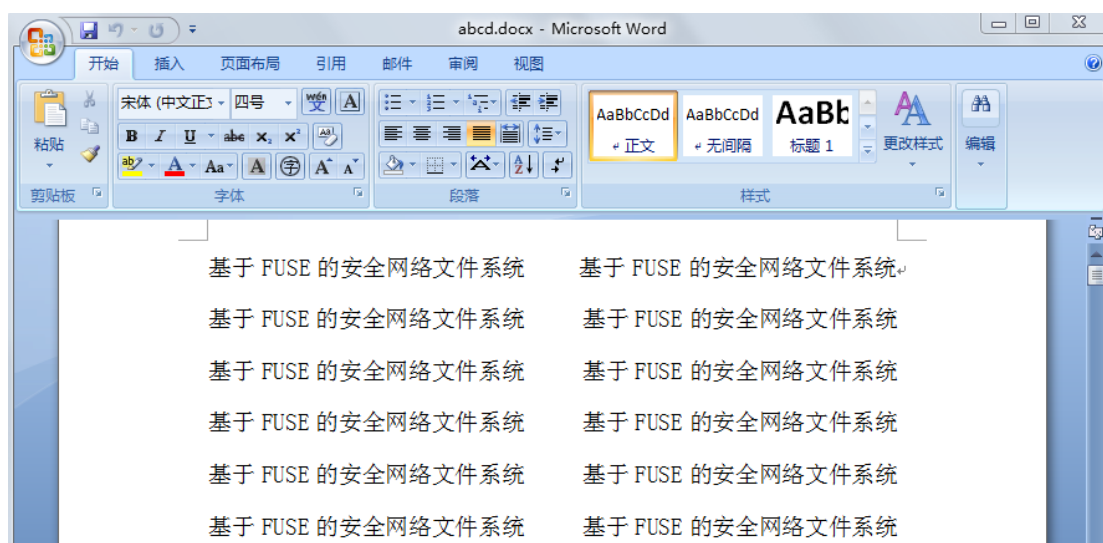 abcd.docx - Microsoft Word
开始 插入 页面布局 引用 邮件 审阅 视图
宋体 (中文正 四号 wén 变 A
AaBbCcDd AaBbCcDd AaBb
粘贴 B I U abe x₂ x² Aa
正文 无间隔 标题 1 更改样式 编辑
ab A Aa A 字 A A
剪贴板 字体 段落 样式
基于 FUSE 的安全网络文件系统 基于 FUSE 的安全网络文件系统
基于 FUSE 的安全网络文件系统 基于 FUSE 的安全网络文件系统
基于 FUSE 的安全网络文件系统 基于 FUSE 的安全网络文件系统
基于 FUSE 的安全网络文件系统 基于 FUSE 的安全网络文件系统
基于 FUSE 的安全网络文件系统 基于 FUSE 的安全网络文件系统
基于 FUSE 的安全网络文件系统 基于 FUSE 的安全网络文件系统